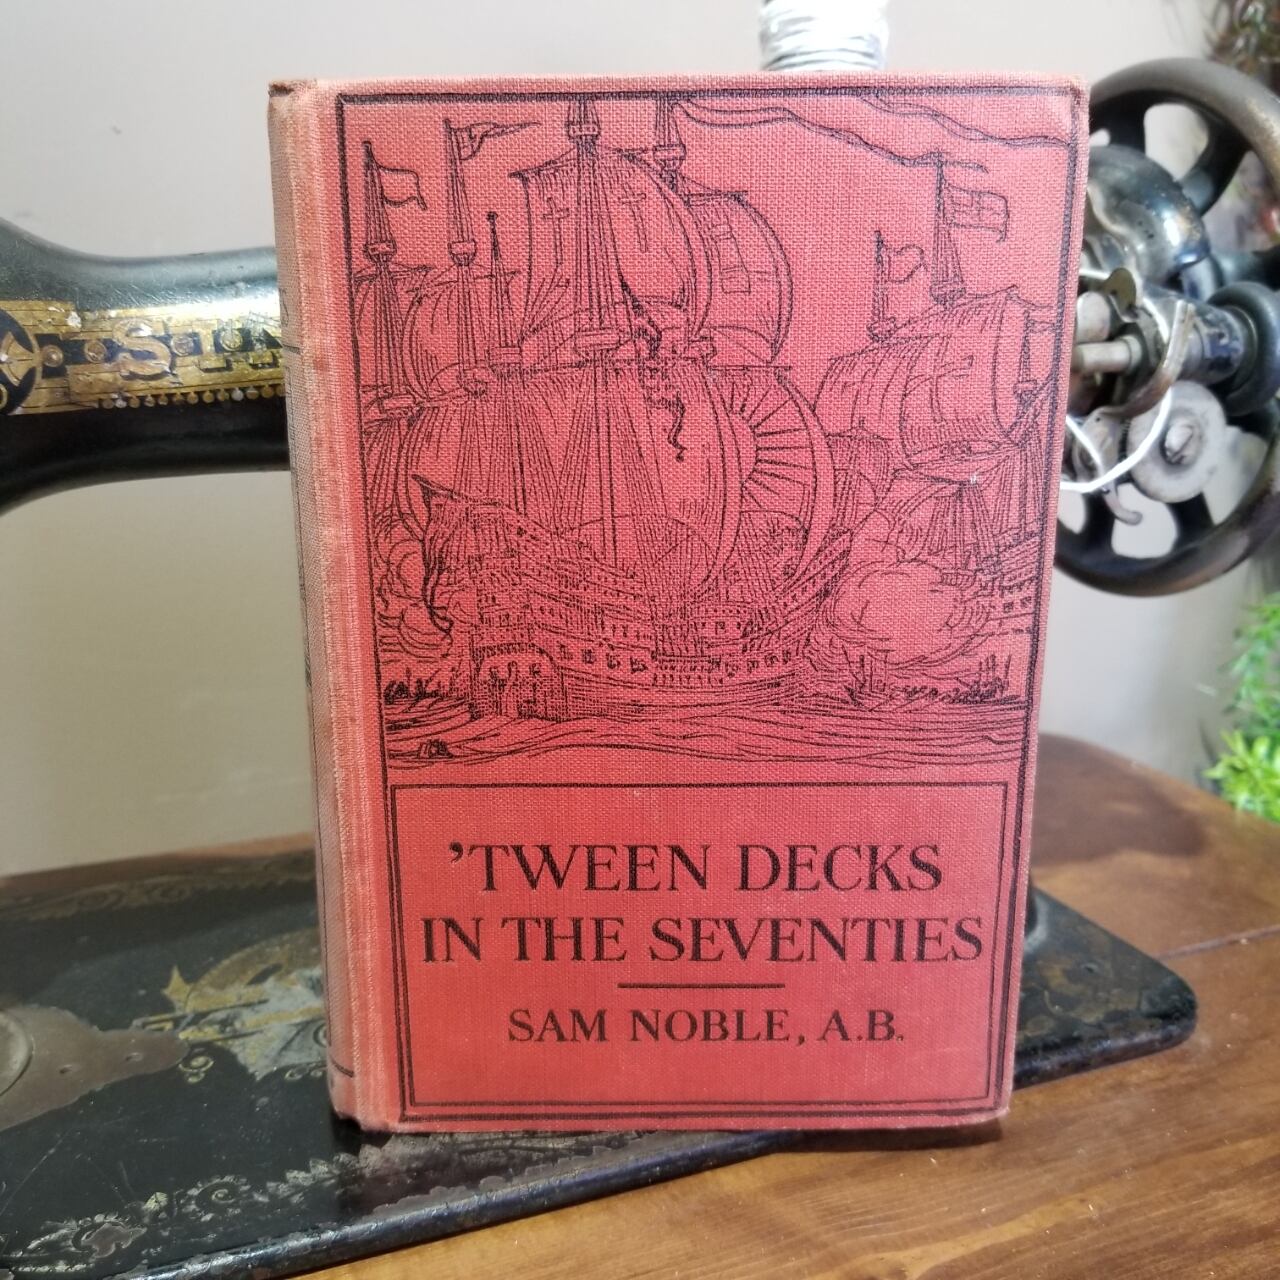 'TWEEN DECKS
IN THE SEVENTIES
SAM NOBLE, A.B.